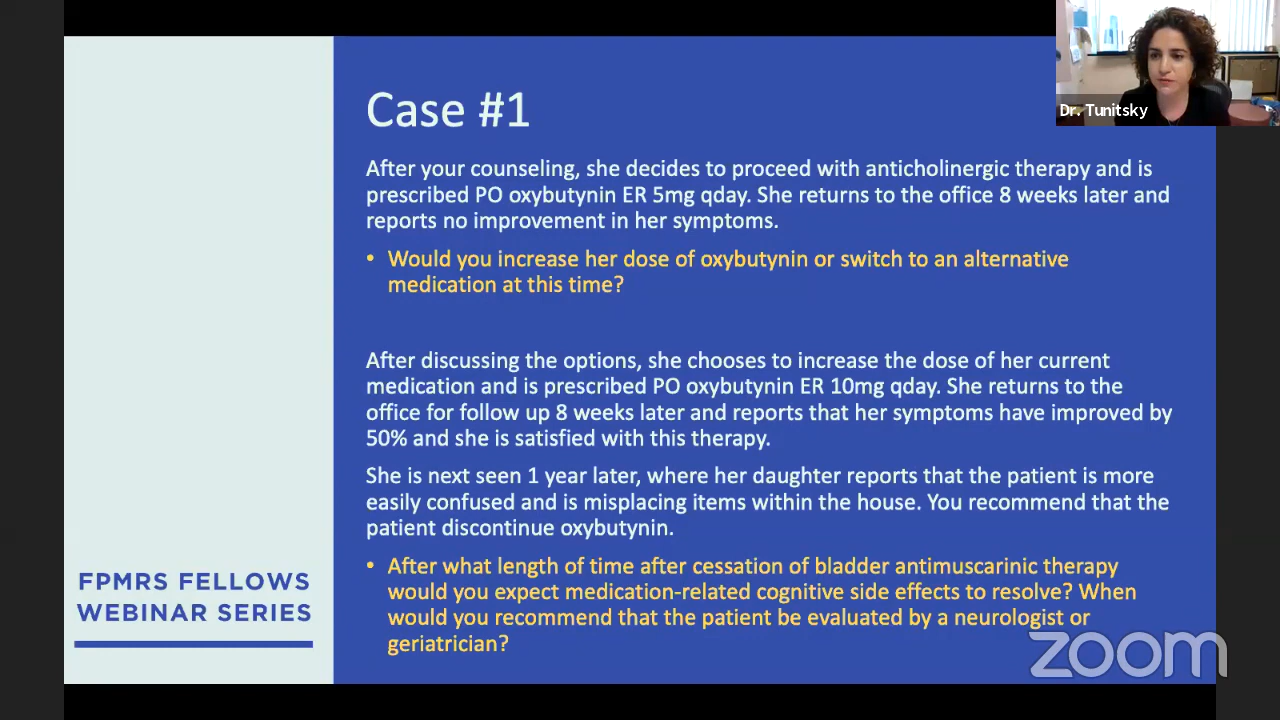 Case #1
Dr. Tunitsky
After your counseling, she decides to proceed with anticholinergic therapy and is
prescribed PO oxybutynin ER 5mg qday. She returns to the office 8 weeks later and
reports no improvement in her symptoms.
• Would you increase her dose of oxybutynin or switch to an alternative
medication at this time?
After discussing the options, she chooses to increase the dose of her current
medication and is prescribed PO oxybutynin ER 10mg qday. She returns to the
office for follow up 8 weeks later and reports that her symptoms have improved by
50% and she is satisfied with this therapy.
She is next seen 1 year later, where her daughter reports that the patient is more
easily confused and is misplacing items within the house. You recommend that the
patient discontinue oxybutynin.
• After what length of time after cessation of bladder antimuscarinic therapy
would you expect medication-related cognitive side effects to resolve? When
would you recommend that the patient be evaluated by a neurologist or
geriatrician?
FPMRS FELLOWS
WEBINAR SERIES
zoom